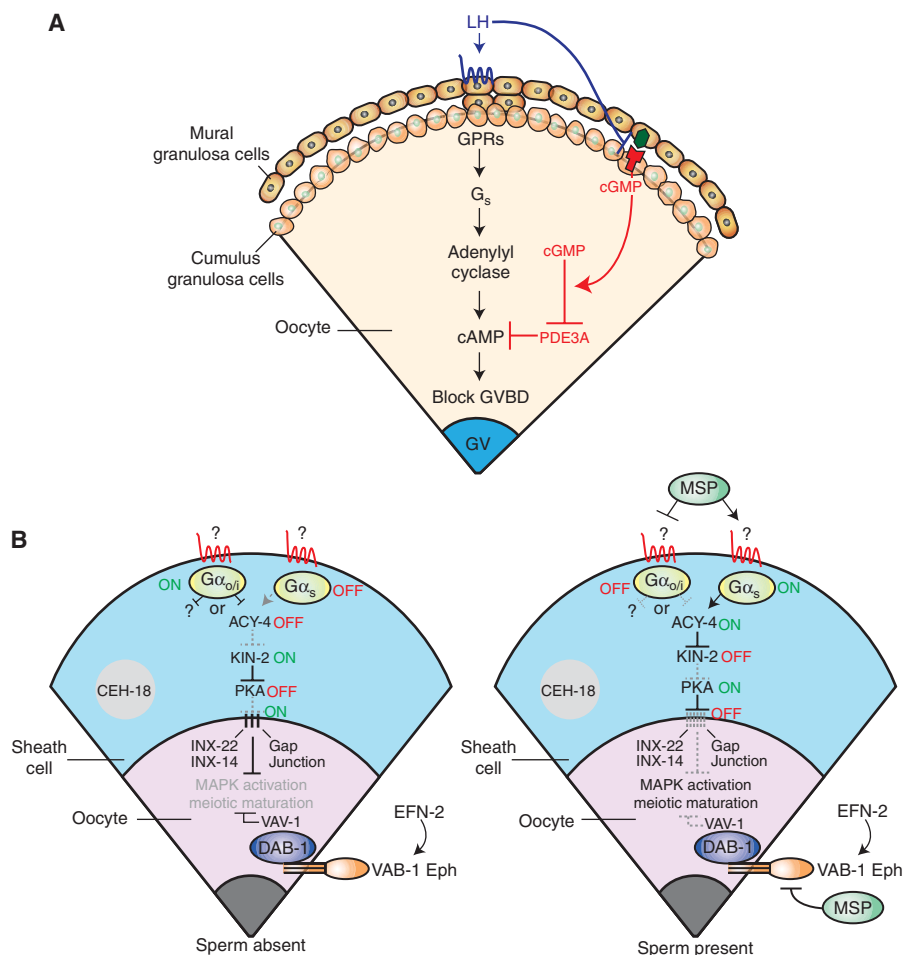 A
LH
Mural
granulosa cells
GPRs
cGMP
Gs
Cumulus
granulosa cells
Adenylyl
cyclase
cGMP
Oocyte
cAMP
PDE3A
Block GVBD
GV
B
?
?
ON
Gαo/i
Gαs
OFF
?
or
ACY-4 OFF
KIN-2 ON
CEH-18
PKA OFF
ON
Sheath
cell
INX-22
INX-14
Gap
Junction
MAPK activation
meiotic maturation
Oocyte
VAV-1
EFN-2
DAB-1
VAB-1 Eph
Sperm absent
MSP
?
?
OFF
Gαo/i
Gαs
ON
?
or
ACY-4 ON
KIN-2 OFF
CEH-18
PKA ON
OFF
Sheath
cell
INX-22
INX-14
Gap
Junction
MAPK activation
meiotic maturation
Oocyte
VAV-1
EFN-2
DAB-1
VAB-1 Eph
MSP
Sperm present